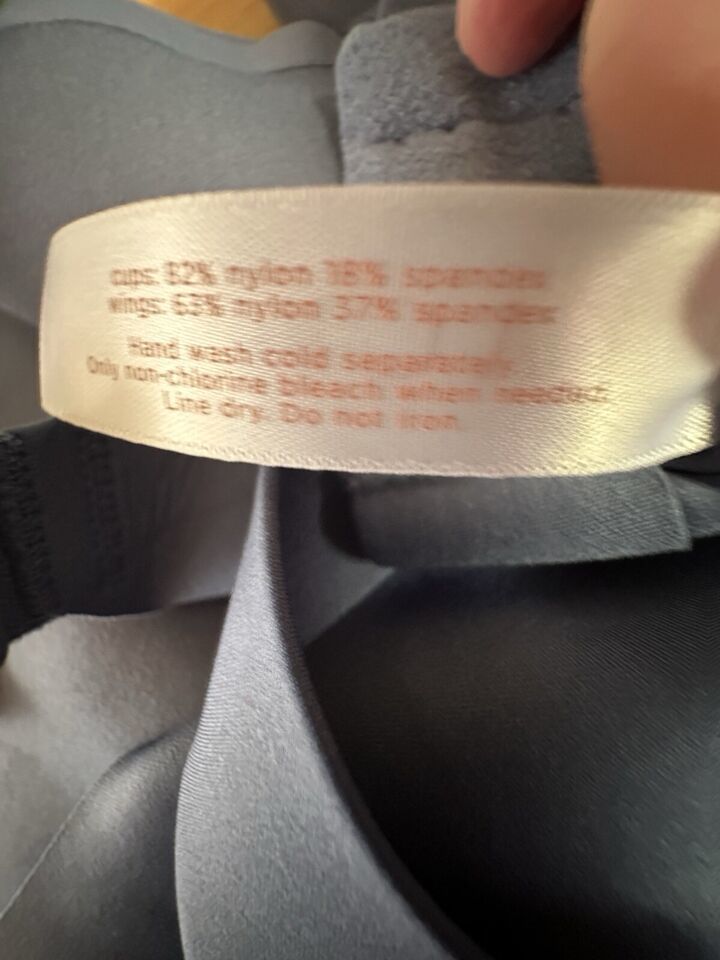 cups: 82% nylon 18% spandex
wings: 63% nylon 37% spandex
Hand wash cold separately.
Only non-chlorine bleach when needed.
Line dry. Do not iron.